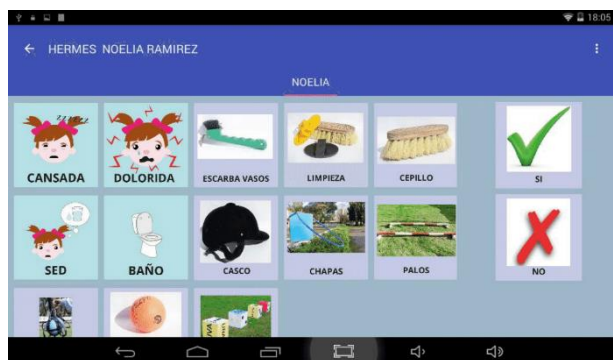 18:05
HERMES NOELIA RAMIREZ
NOELIA
CANSADA
DOLORIDA
ESCARBA VASOS
LIMPIEZA
CEPILLO
SI
SED
BAÑO
CASCO
CHAPAS
PALOS
NO